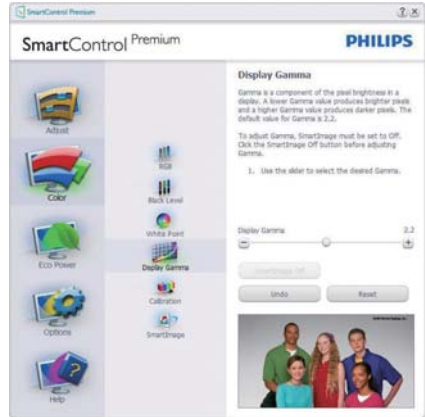 SmartControl Premium
SmartControl Premium
PHILIPS
Adjust
Color
Eco Power
Options
Help
RGB
Black Level
White Point
Display Gamma
Calibration
SmartImage
Display Gamma
Gamma is a component of the pixel brightness in a
display. A lower Gamma value produces brighter pixels
and a higher Gamma value produces darker pixels. The
default value for Gamma is 2.2.
To adjust Gamma, SmartImage must be set to Off.
Click the SmartImage Off button before adjusting
Gamma.
1. Use the slider to select the desired Gamma.
Display Gamma 2.2
SmartImage Off
Undo Reset